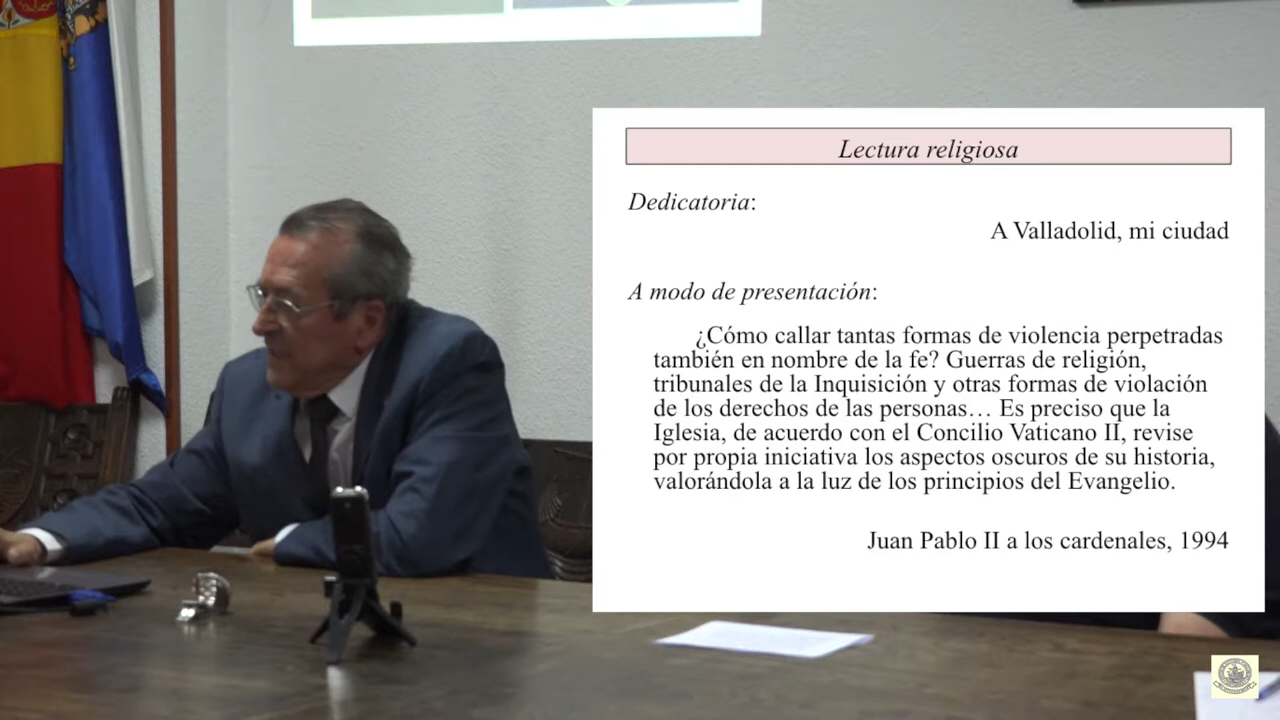 Lectura religiosa
Dedicatoria:
A Valladolid, mi ciudad
A modo de presentación:
¿Cómo callar tantas formas de violencia perpetradas
también en nombre de la fe? Guerras de religión,
tribunales de la Inquisición y otras formas de violación
de los derechos de las personas… Es preciso que la
Iglesia, de acuerdo con el Concilio Vaticano II, revise
por propia iniciativa los aspectos oscuros de su historia,
valorándola a la luz de los principios del Evangelio.
Juan Pablo II a los cardenales, 1994